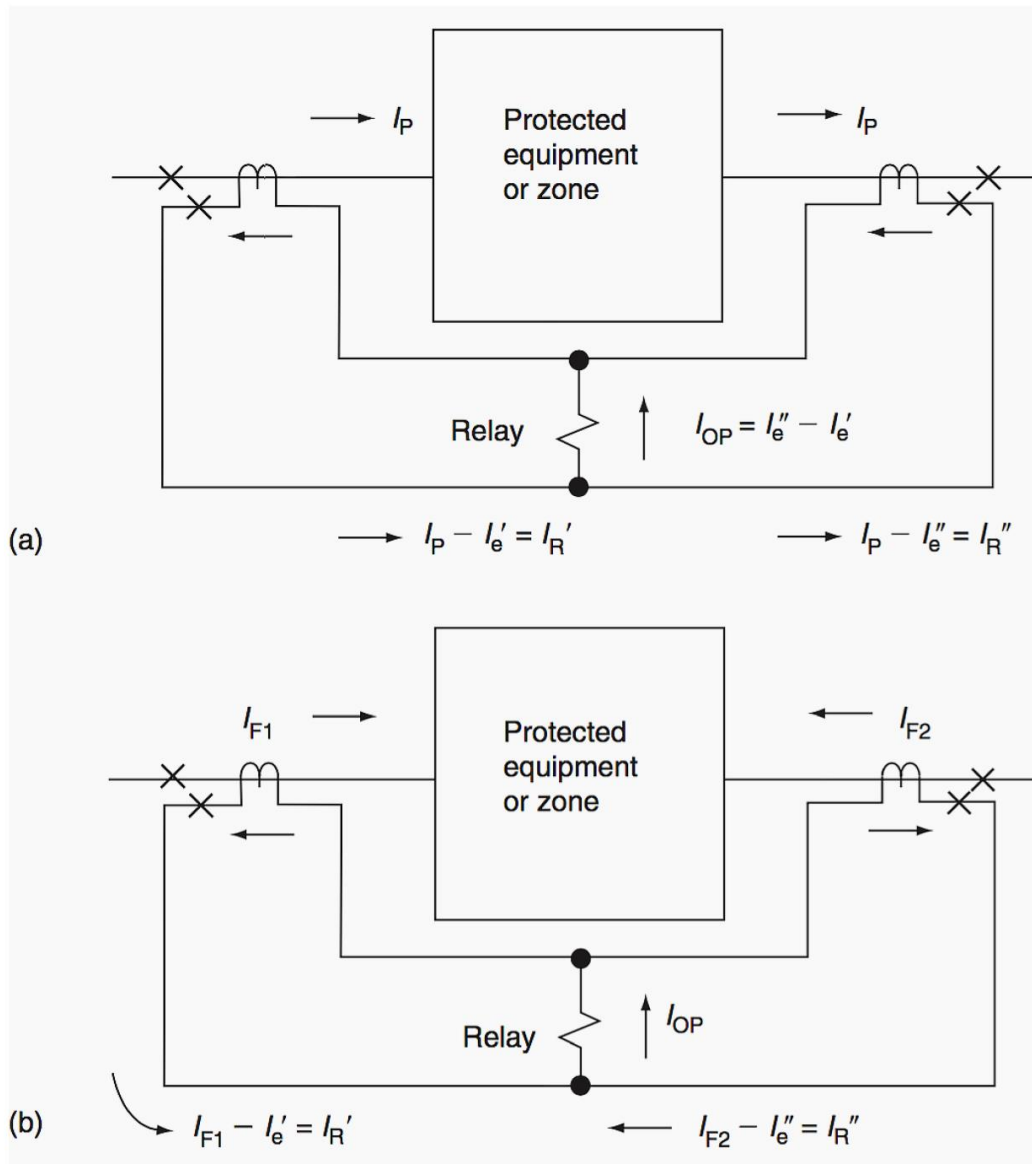 I_P
Protected
equipment
or zone
I_P
Relay
I_OP = I_e″ − I_e′
(a)
I_P − I_e′ = I_R′
I_P − I_e″ = I_R″
I_F1
Protected
equipment
or zone
I_F2
Relay
I_OP
(b)
I_F1 − I_e′ = I_R′
I_F2 − I_e″ = I_R″